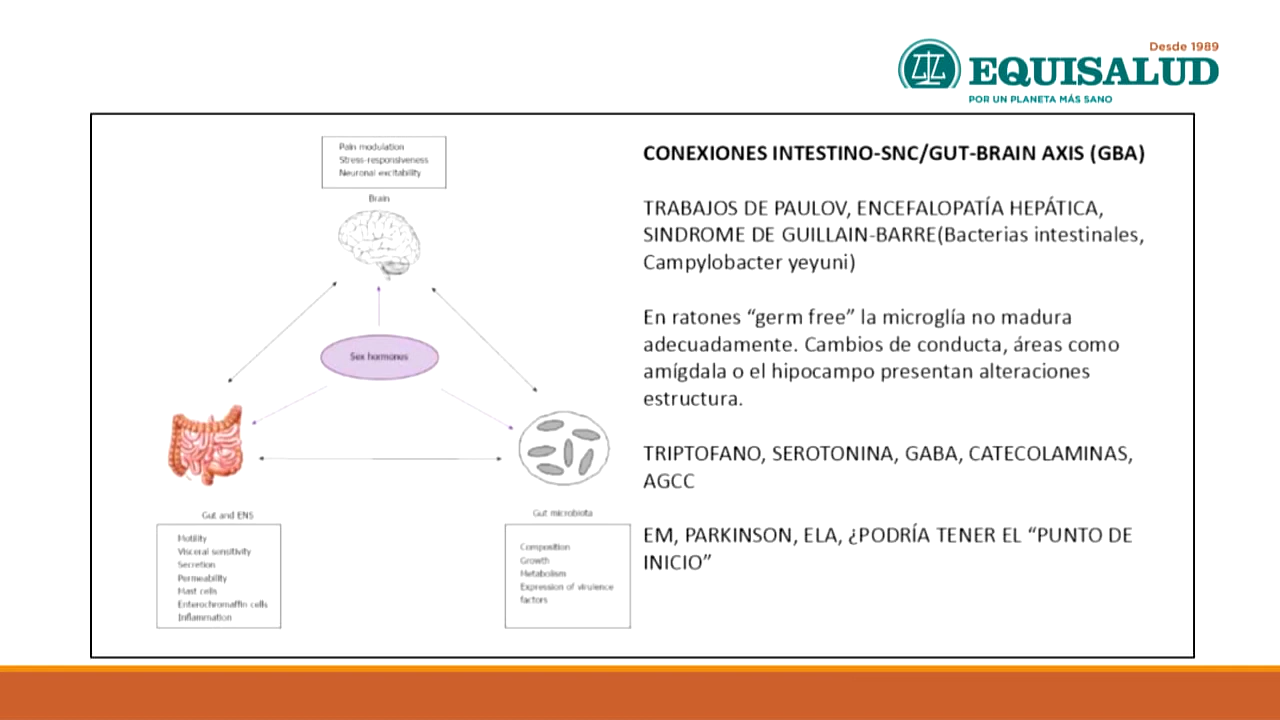 Desde 1989
EQUISALUD
POR UN PLANETA MÁS SANO
Pain modulation
Stress-responsiveness
Neuronal excitability
Brain
Sex hormones
Gut and ENS
Motility
Visceral sensitivity
Secretion
Permeability
Mast cells
Enterochromaffin cells
Inflammation
Gut microbiota
Composition
Growth
Metabolism
Expression of virulence
factors
CONEXIONES INTESTINO-SNC/GUT-BRAIN AXIS (GBA)
TRABAJOS DE PAULOV, ENCEFALOPATÍA HEPÁTICA,
SINDROME DE GUILLAIN-BARRE(Bacterias intestinales,
Campylobacter yeyuni)
En ratones “germ free” la microglía no madura
adecuadamente. Cambios de conducta, áreas como
amígdala o el hipocampo presentan alteraciones
estructura.
TRIPTOFANO, SEROTONINA, GABA, CATECOLAMINAS,
AGCC
EM, PARKINSON, ELA, ¿PODRÍA TENER EL “PUNTO DE
INICIO”